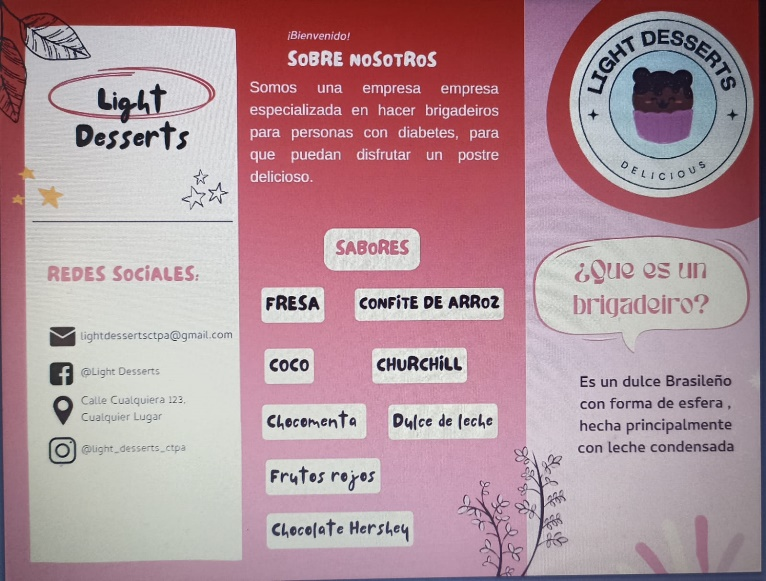 Light
Desserts
REDES SOCiALES:
lightdessertsctpa@gmail.com
@Light Desserts
Calle Cualquiera 123,
Cualquier Lugar
@light_desserts_ctpa
¡Bienvenido!
SOBRE NOSOTROS
Somos una empresa empresa
especializada en hacer brigadeiros
para personas con diabetes, para
que puedan disfrutar un postre
delicioso.
SABORES
FRESA
CONFiTE DE ARROZ
COCO
CHURCHiLL
Chocomenta
Dulce de leche
Frutos rojos
Chocolate Hershey
LIGHT DESSERTS
DELICIOUS
¿Que es un
brigadeiro?
Es un dulce Brasileño
con forma de esfera ,
hecha principalmente
con leche condensada